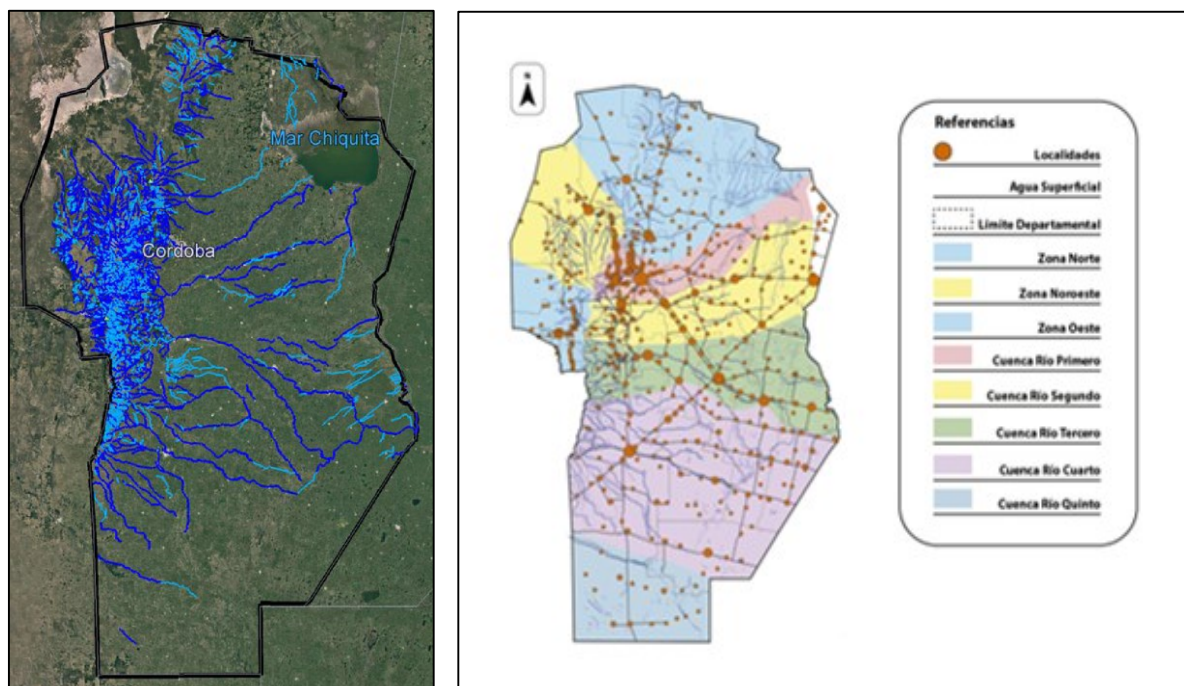 Mar Chiquita
Cordoba
N
Referencias
Localidades
Agua Superficial
Límite Departamental
Zona Norte
Zona Noroeste
Zona Oeste
Cuenca Río Primero
Cuenca Río Segundo
Cuenca Río Tercero
Cuenca Río Cuarto
Cuenca Río Quinto